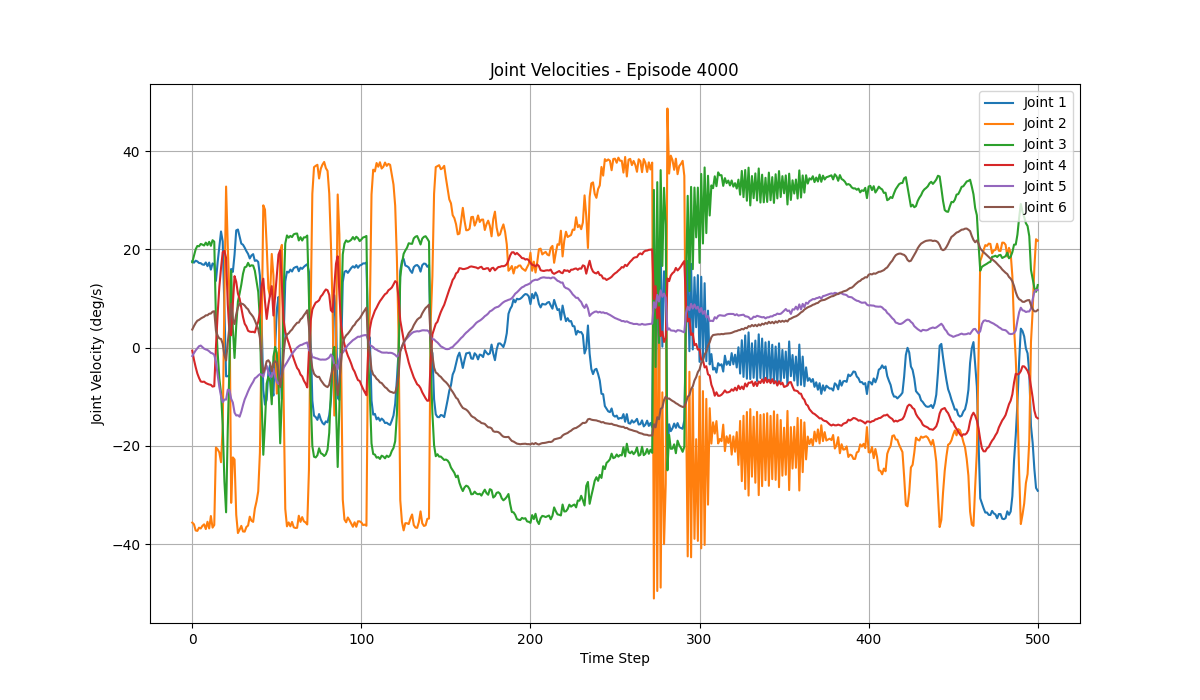 Joint Velocities - Episode 4000
Joint 1
Joint 2
Joint 3
Joint 4
Joint 5
Joint 6
Joint Velocity (deg/s)
40
20
0
−20
−40
0 100 200 300 400 500
Time Step